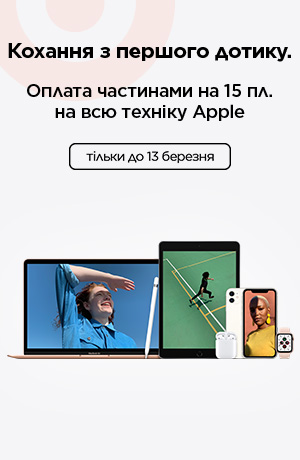 Кохання з першого дотику.
Оплата частинами на 15 пл.
на всю техніку Apple
тільки до 13 березня